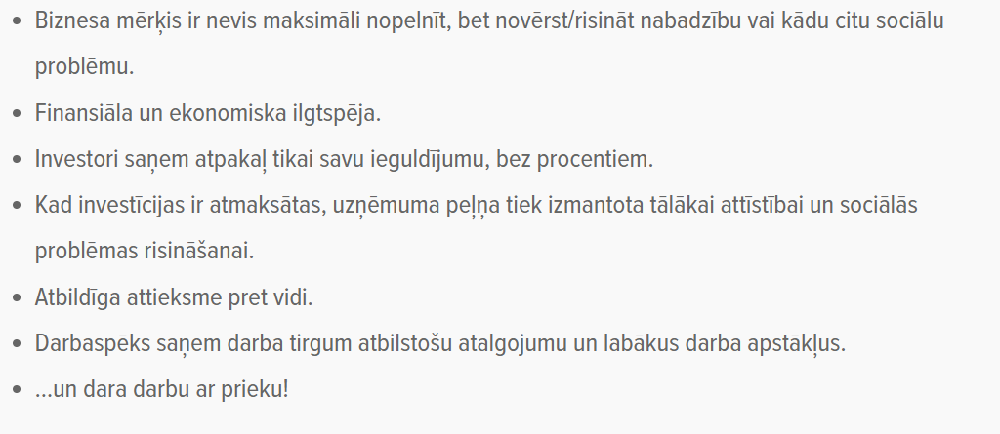 • Biznesa mērķis ir nevis maksimāli nopelnīt, bet novērst/risināt nabadzību vai kādu citu sociālu
problēmu.
• Finansiāla un ekonomiska ilgtspēja.
• Investori saņem atpakaļ tikai savu ieguldījumu, bez procentiem.
• Kad investīcijas ir atmaksātas, uzņēmuma peļņa tiek izmantota tālākai attīstībai un sociālās
problēmas risināšanai.
• Atbildīga attieksme pret vidi.
• Darbaspēks saņem darba tirgum atbilstošu atalgojumu un labākus darba apstākļus.
• ...un dara darbu ar prieku!